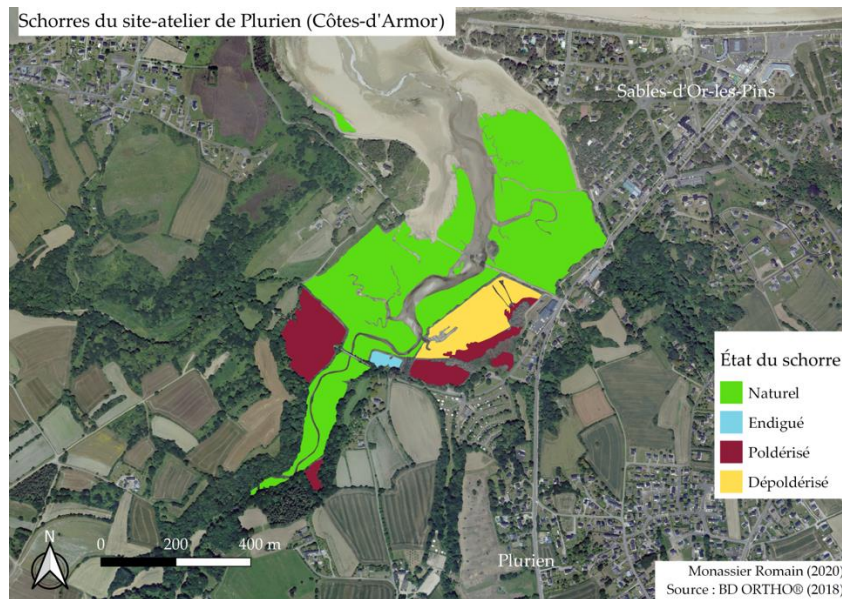 Schorres du site-atelier de Plurien (Côtes-d'Armor)
Sables-d'Or-les-Pins
État du schorre
Naturel
Endigué
Poldérisé
Dépoldérisé
N
0 200 400 m
Plurien
Monassier Romain (2020)
Source : BD ORTHO® (2018)